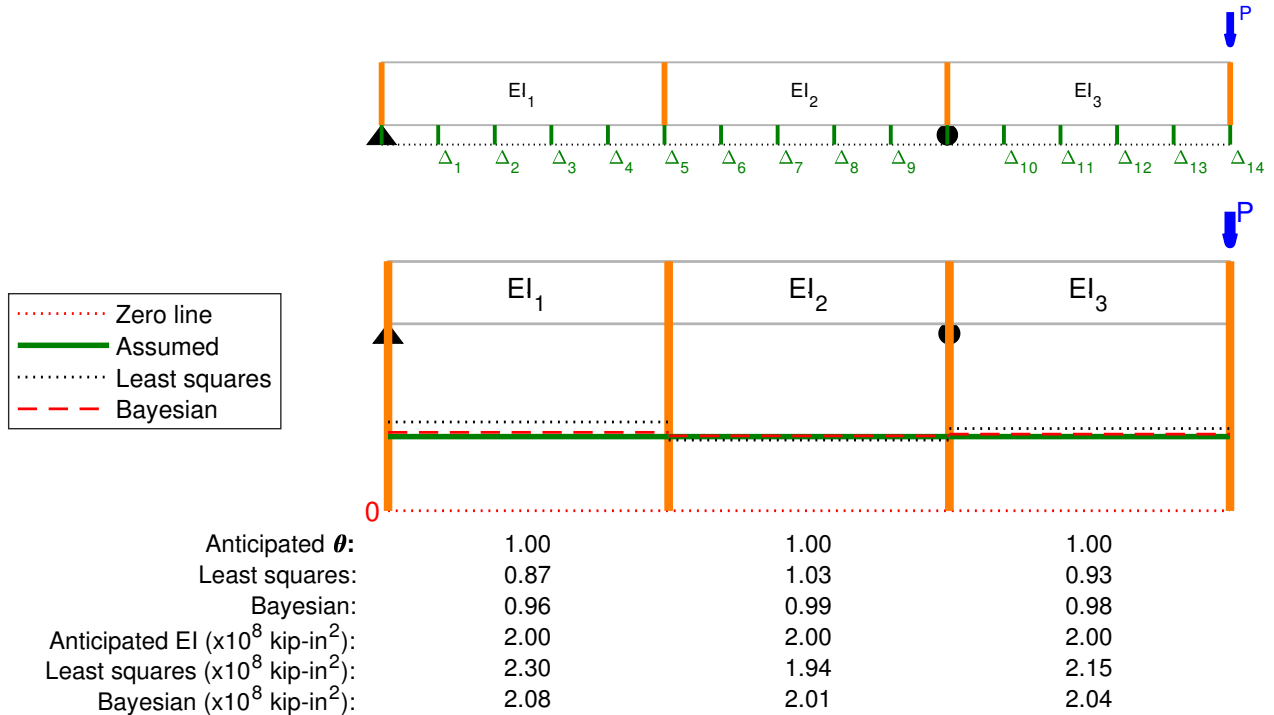 P
EI1 EI2 EI3
Δ1 Δ2 Δ3 Δ4 Δ5 Δ6 Δ7 Δ8 Δ9 Δ10 Δ11 Δ12 Δ13 Δ14
P
EI1 EI2 EI3
Zero line
Assumed
Least squares
Bayesian
0
Anticipated θ: 1.00 1.00 1.00
Least squares: 0.87 1.03 0.93
Bayesian: 0.96 0.99 0.98
Anticipated EI (x10^8 kip-in^2): 2.00 2.00 2.00
Least squares (x10^8 kip-in^2): 2.30 1.94 2.15
Bayesian (x10^8 kip-in^2): 2.08 2.01 2.04